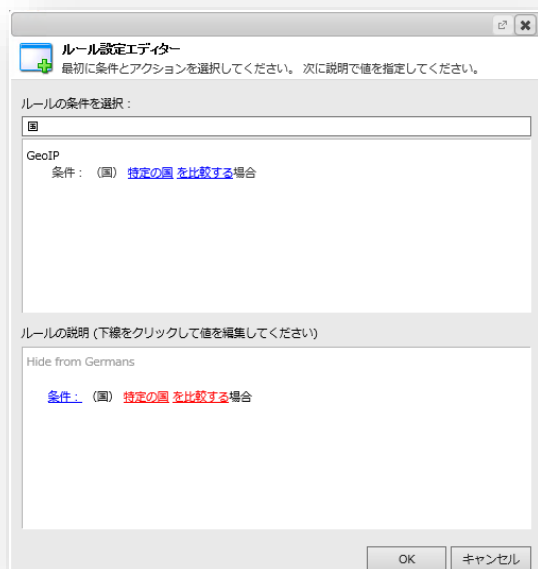 ルール設定エディター
最初に条件とアクションを選択してください。 次に説明で値を指定してください。
ルールの条件を選択：
国
GeoIP
条件： （国） 特定の国 を比較する場合
ルールの説明 (下線をクリックして値を編集してください)
Hide from Germans
条件： （国） 特定の国 を比較する場合
OK キャンセル